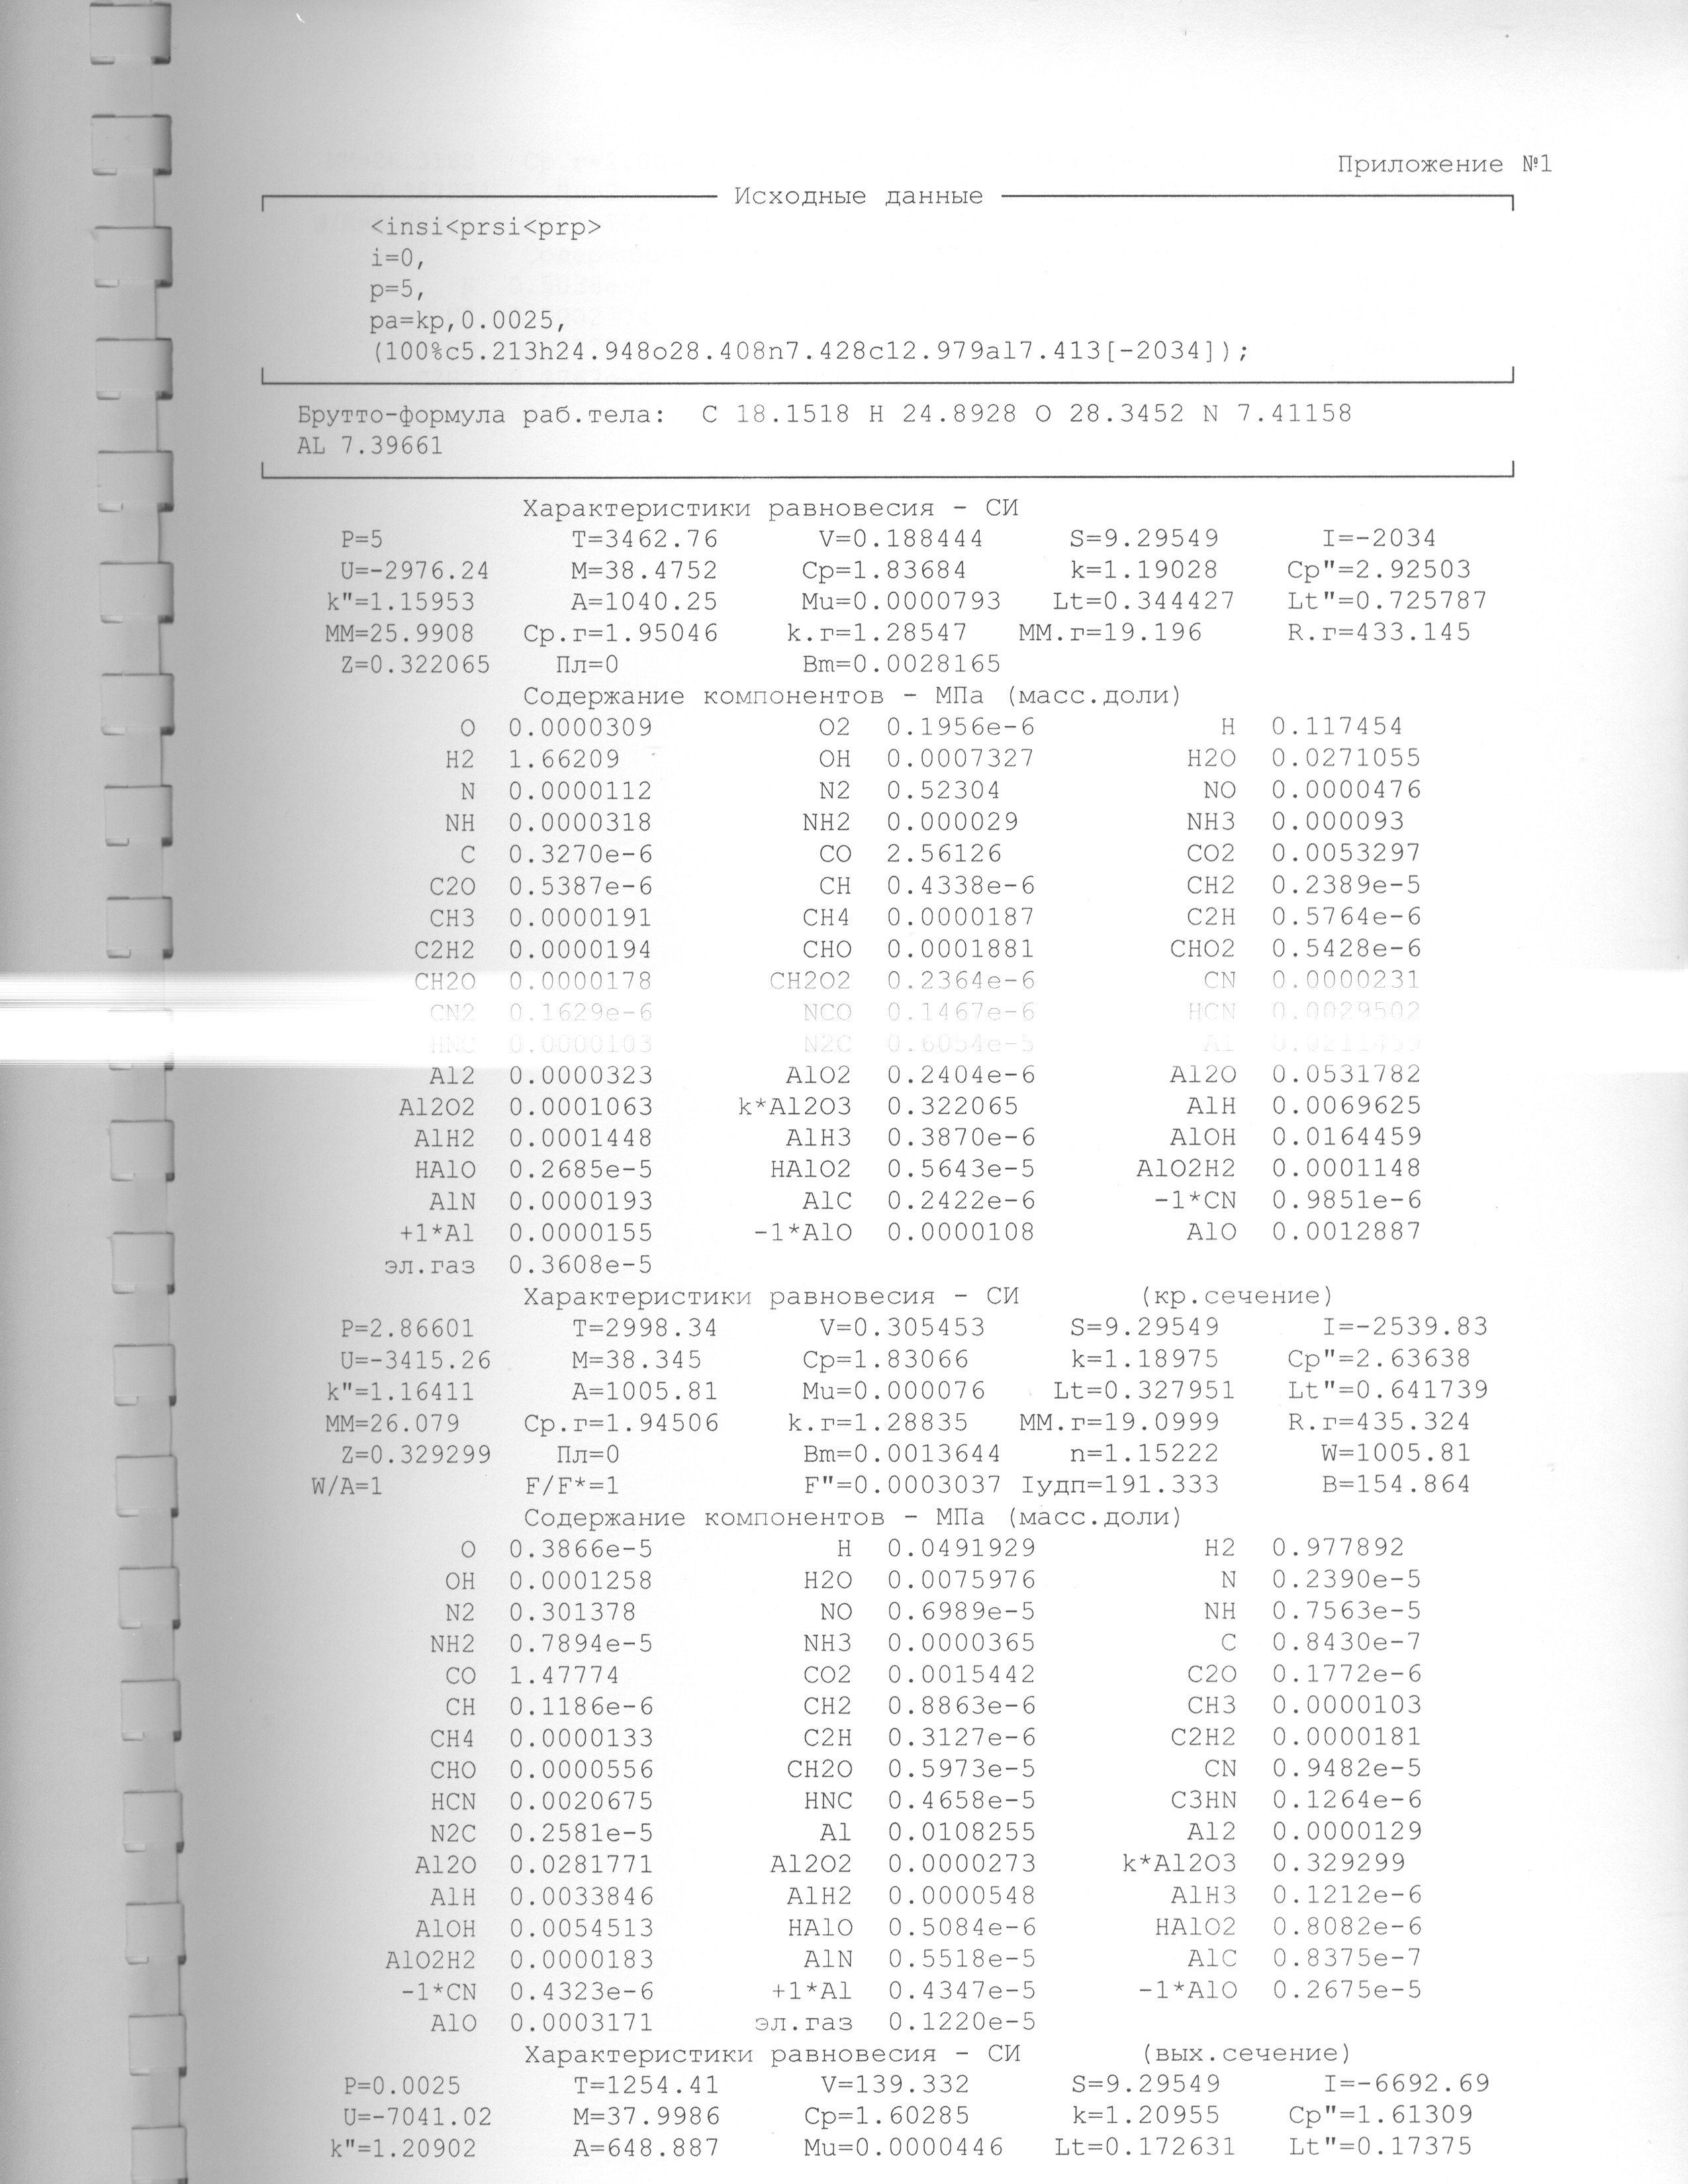 Приложение №1
Исходные данные
<insi<prsi<prp>
i=0,
p=5,
pa=kp,0.0025,
(100%c5.213h24.948o28.408n7.428c12.979al7.413[-2034]);
Брутто-формула раб.тела: C 18.1518 H 24.8928 O 28.3452 N 7.41158
AL 7.39661
Характеристики равновесия - СИ
P=5 T=3462.76 V=0.188444 S=9.29549 I=-2034
U=-2976.24 M=38.4752 Cp=1.83684 k=1.19028 Cp"=2.92503
k"=1.15953 A=1040.25 Mu=0.0000793 Lt=0.344427 Lt"=0.725787
MM=25.9908 Cp.г=1.95046 k.г=1.28547 MM.г=19.196 R.г=433.145
Z=0.322065 Пл=0 Bm=0.0028165
Содержание компонентов - МПа (масс.доли)
O 0.0000309 O2 0.1956e-6 H 0.117454
H2 1.66209 OH 0.0007327 H2O 0.0271055
N 0.0000112 N2 0.52304 NO 0.0000476
NH 0.0000318 NH2 0.000029 NH3 0.000093
C 0.3270e-6 CO 2.56126 CO2 0.0053297
C2O 0.5387e-6 CH 0.4338e-6 CH2 0.2389e-5
CH3 0.0000191 CH4 0.0000187 C2H 0.5764e-6
C2H2 0.0000194 CHO 0.0001881 CHO2 0.5428e-6
CH2O 0.0000178 CH2O2 0.2364e-6 CN 0.0000231
CN2 0.1629e-6 NCO 0.1467e-6 HCN 0.0029502
HNC 0.0000103 N2C 0.6054e-5 Al
Al2 0.0000323 AlO2 0.2404e-6 Al2O 0.0531782
Al2O2 0.0001063 k*Al2O3 0.322065 AlH 0.0069625
AlH2 0.0001448 AlH3 0.3870e-6 AlOH 0.0164459
HAlO 0.2685e-5 HAlO2 0.5643e-5 AlO2H2 0.0001148
AlN 0.0000193 AlC 0.2422e-6 -1*CN 0.9851e-6
+1*Al 0.0000155 -1*AlO 0.0000108 AlO 0.0012887
эл.газ 0.3608e-5
Характеристики равновесия - СИ (кр.сечение)
P=2.86601 T=2998.34 V=0.305453 S=9.29549 I=-2539.83
U=-3415.26 M=38.345 Cp=1.83066 k=1.18975 Cp"=2.63638
k"=1.16411 A=1005.81 Mu=0.000076 Lt=0.327951 Lt"=0.641739
MM=26.079 Cp.г=1.94506 k.г=1.28835 MM.г=19.0999 R.г=435.324
Z=0.329299 Пл=0 Bm=0.0013644 n=1.15222 W=1005.81
W/A=1 F/F*=1 F"=0.0003037 Iудп=191.333 B=154.864
Содержание компонентов - МПа (масс.доли)
O 0.3866e-5 H 0.0491929 H2 0.977892
OH 0.0001258 H2O 0.0075976 N 0.2390e-5
N2 0.301378 NO 0.6989e-5 NH 0.7563e-5
NH2 0.7894e-5 NH3 0.0000365 C 0.8430e-7
CO 1.47774 CO2 0.0015442 C2O 0.1772e-6
CH 0.1186e-6 CH2 0.8863e-6 CH3 0.0000103
CH4 0.0000133 C2H 0.3127e-6 C2H2 0.0000181
CHO 0.0000556 CH2O 0.5973e-5 CN 0.9482e-5
HCN 0.0020675 HNC 0.4658e-5 C3HN 0.1264e-6
N2C 0.2581e-5 Al 0.0108255 Al2 0.0000129
Al2O 0.0281771 Al2O2 0.0000273 k*Al2O3 0.329299
AlH 0.0033846 AlH2 0.0000548 AlH3 0.1212e-6
AlOH 0.0054513 HAlO 0.5084e-6 HAlO2 0.8082e-6
AlO2H2 0.0000183 AlN 0.5518e-5 AlC 0.8375e-7
-1*CN 0.4323e-6 +1*Al 0.4347e-5 -1*AlO 0.2675e-5
AlO 0.0003171 эл.газ 0.1220e-5
Характеристики равновесия - СИ (вых.сечение)
P=0.0025 T=1254.41 V=139.332 S=9.29549 I=-6692.69
U=-7041.02 M=37.9986 Cp=1.60285 k=1.20955 Cp"=1.61309
k"=1.20902 A=648.887 Mu=0.0000446 Lt=0.172631 Lt"=0.17375